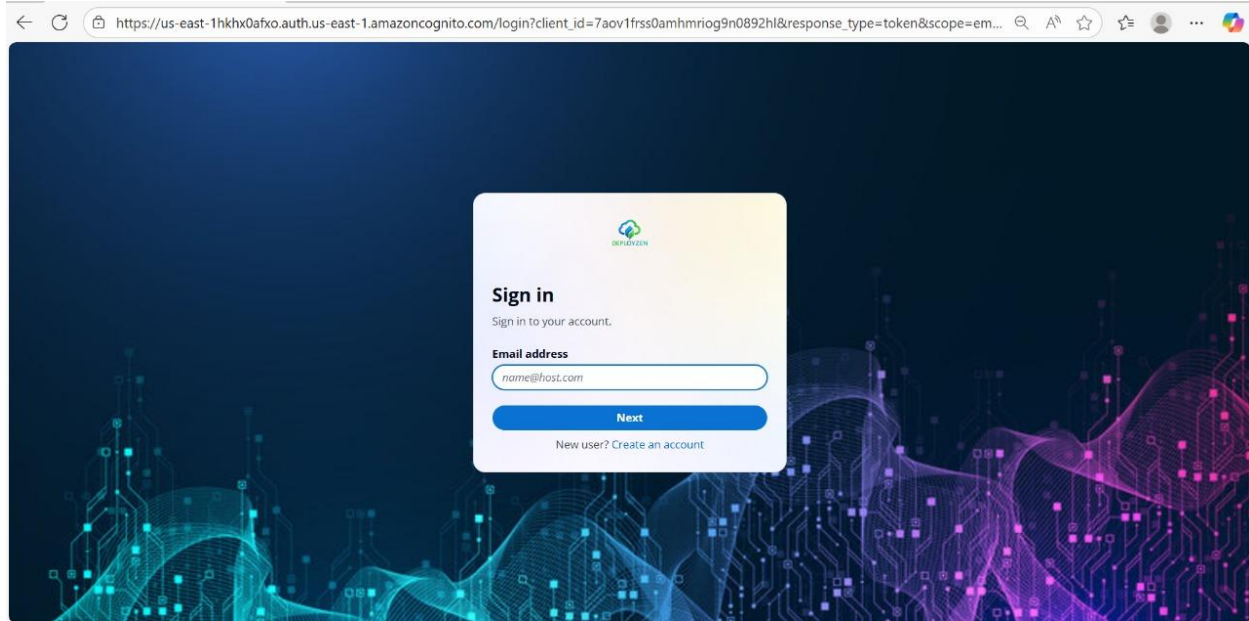 https://us-east-1hkhx0afxo.auth.us-east-1.amazoncognito.com/login?client_id=7aov1frss0amhmriog9n0892hl&response_type=token&scope=em...
DEPLOYZEN
Sign in
Sign in to your account.
Email address
name@host.com
Next
New user? Create an account